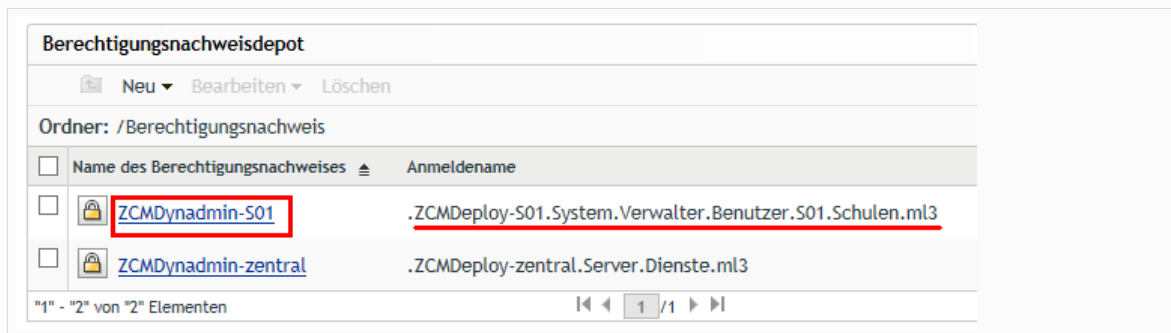 Berechtigungsnachweisdepot
Neu Bearbeiten Löschen
Ordner: /Berechtigungsnachweis
Name des Berechtigungsnachweises Anmeldename
ZCMDynadmin-S01 .ZCMDeploy-S01.System.Verwalter.Benutzer.S01.Schulen.ml3
ZCMDynadmin-zentral .ZCMDeploy-zentral.Server.Dienste.ml3
"1" - "2" von "2" Elementen 1 /1